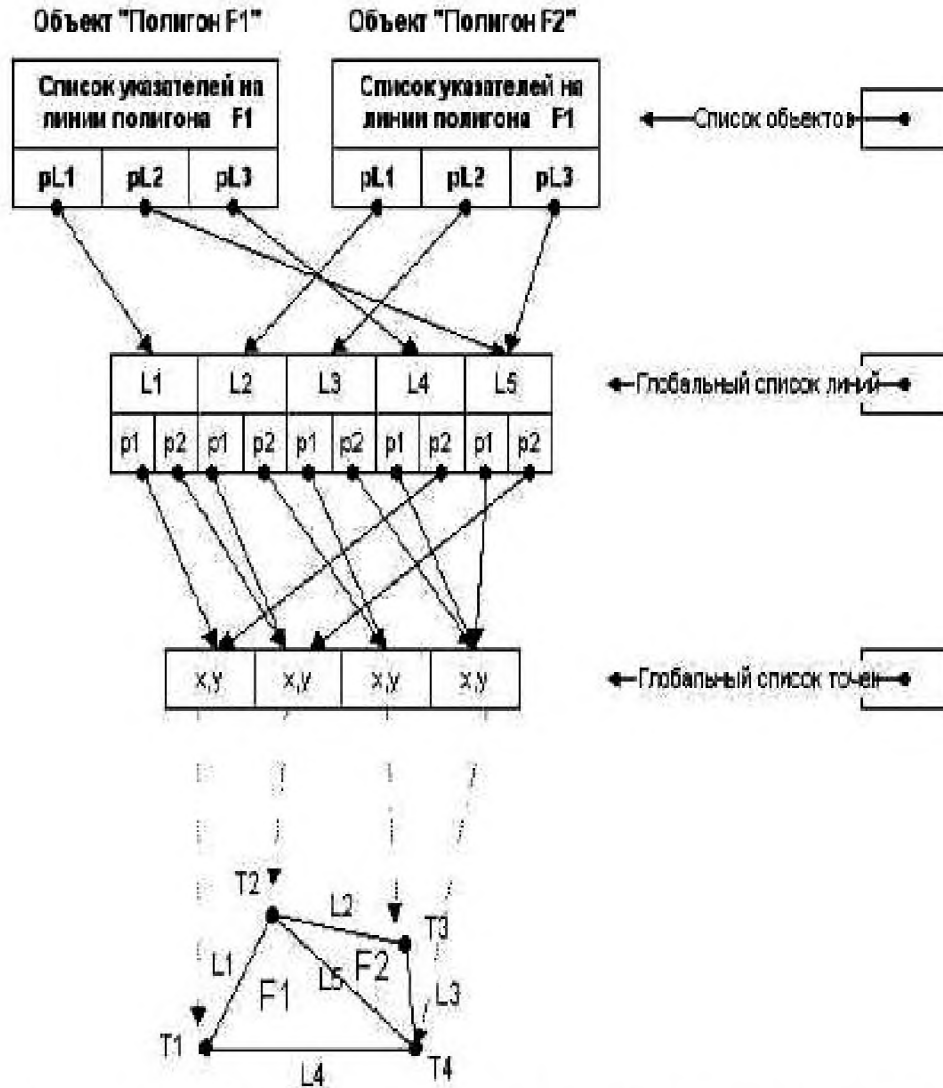 Объект "Полигон F1" Объект "Полигон F2"
Список указателей на линии полигона F1
Список указателей на линии полигона F1
Список объектов
pL1 pL2 pL3
pL1 pL2 pL3
L1 L2 L3 L4 L5
Глобальный список линий
p1 p2 p1 p2 p1 p2 p1 p2 p1 p2
x,y x,y x,y x,y
Глобальный список точек
T2
L2
T3
L1
F1
L5
F2
L3
T1
L4
T4